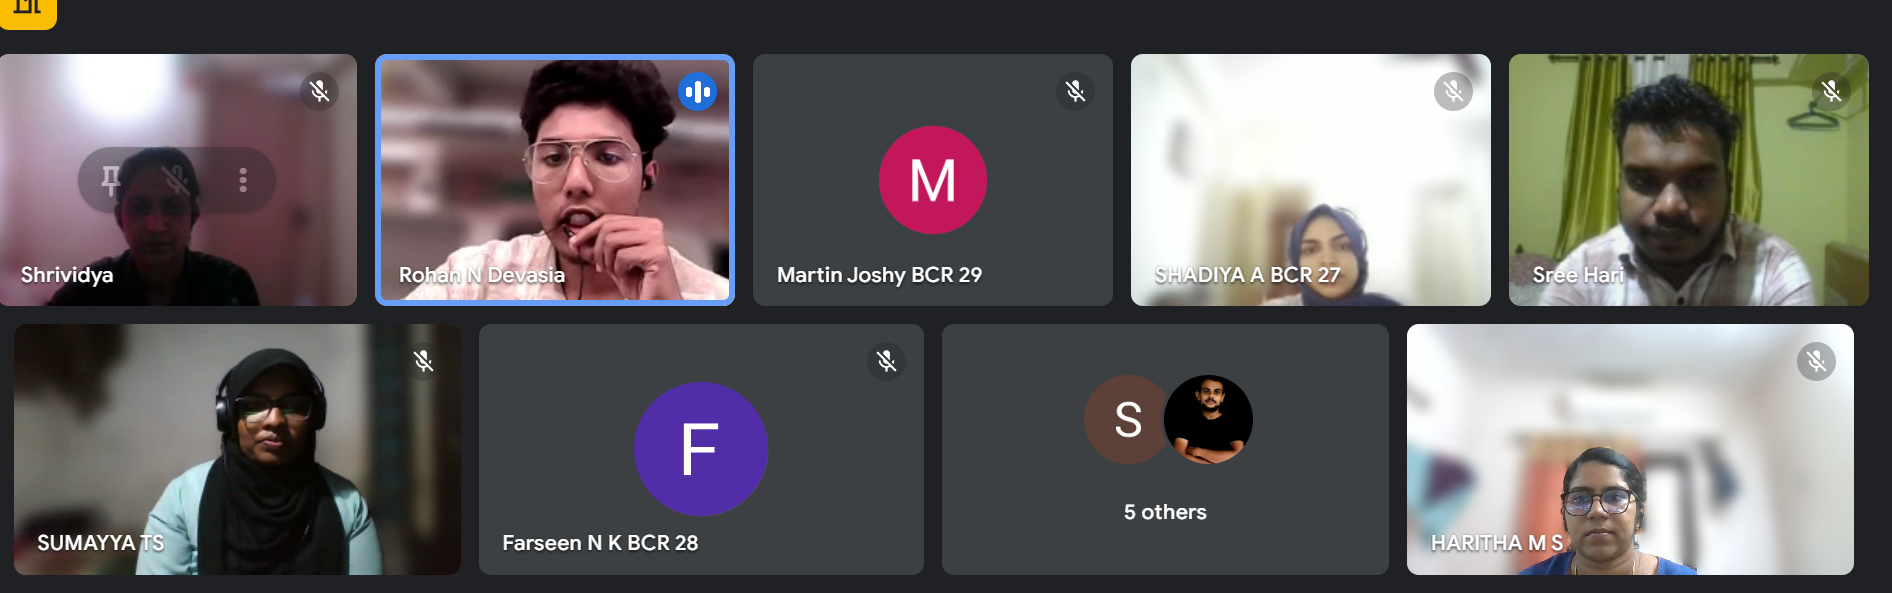 Shrividya
Rohan N Devasia
M
Martin Joshy BCR 29
SHADIYA A BCR 27
Sree Hari
SUMAYYA TS
F
Farseen N K BCR 28
S
5 others
HARITHA M S